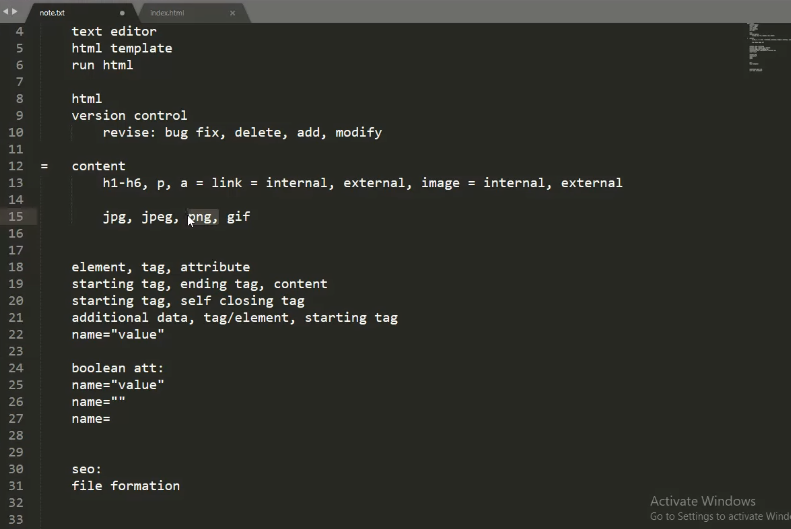 note.txt
index.html
4 text editor
5 html template
6 run html
7
8 html
9 version control
10 revise: bug fix, delete, add, modify
11
12 = content
13 h1-h6, p, a = link = internal, external, image = internal, external
14
15 jpg, jpeg, png, gif
16
17
18 element, tag, attribute
19 starting tag, ending tag, content
20 starting tag, self closing tag
21 additional data, tag/element, starting tag
22 name="value"
23
24 boolean att:
25 name="value"
26 name=""
27 name=
28
29
30 seo:
31 file formation
32
33
Activate Windows
Go to Settings to activate Wind